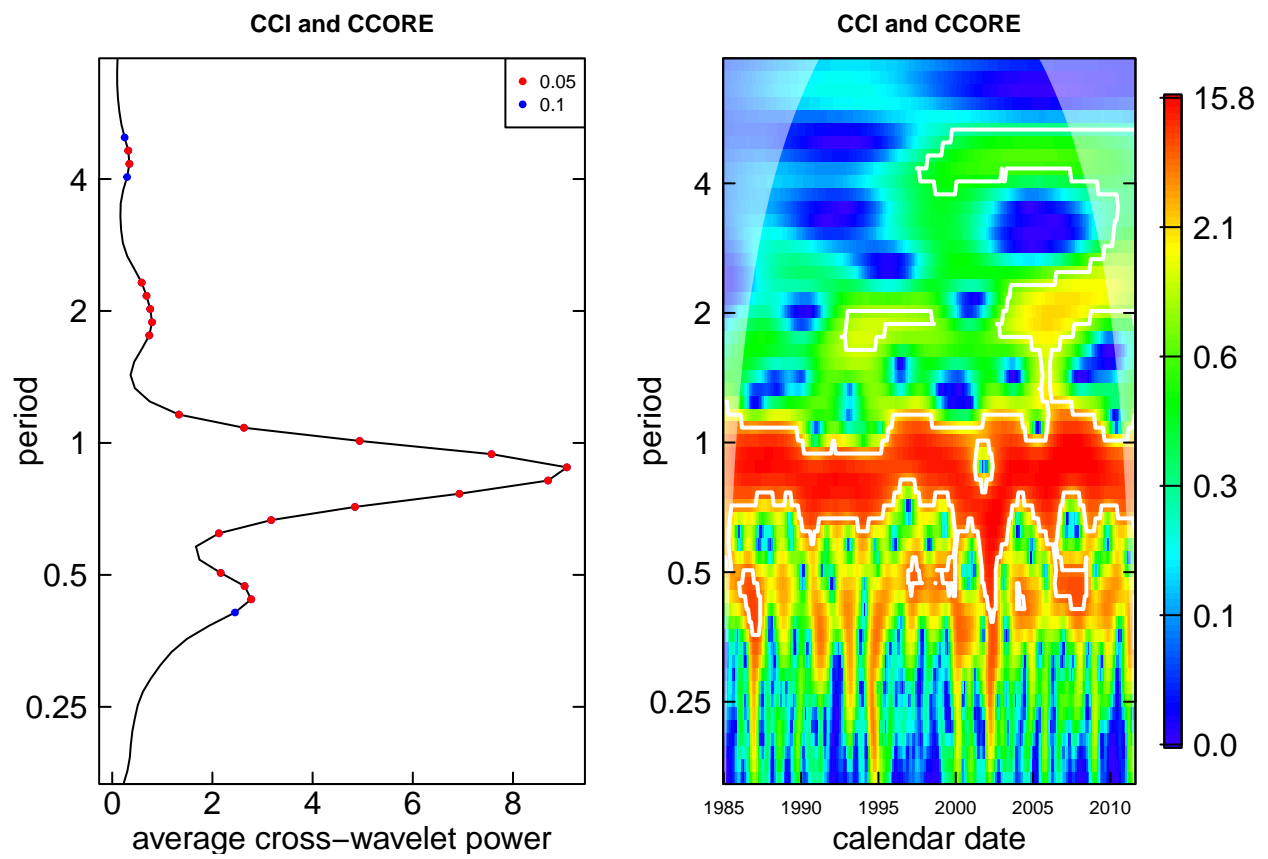 CCI and CCORE
0.05
0.1
4
2
1
0.5
0.25
period
0 2 4 6 8
average cross−wavelet power
CCI and CCORE
4
2
1
0.5
0.25
period
1985 1990 1995 2000 2005 2010
calendar date
15.8
2.1
0.6
0.3
0.1
0.0